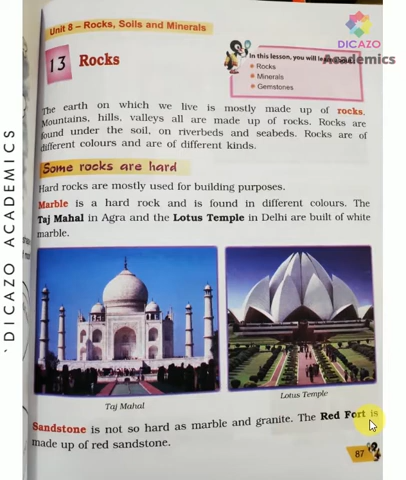 Unit 8 – Rocks, Soils and Minerals
DICAZO
Academics
13 Rocks
In this lesson, you will
• Rocks
• Minerals
• Gemstones
The earth on which we live is mostly made up of rocks.
Mountains, hills, valleys all are made up of rocks. Rocks are
found under the soil, on riverbeds and seabeds. Rocks are of
different colours and are of different kinds.
Some rocks are hard
Hard rocks are mostly used for building purposes.
Marble is a hard rock and is found in different colours. The
Taj Mahal in Agra and the Lotus Temple in Delhi are built of white
marble.
Taj Mahal
Lotus Temple
Sandstone is not so hard as marble and granite. The Red Fort is
made up of red sandstone.
87
DICAZO ACADEMICS